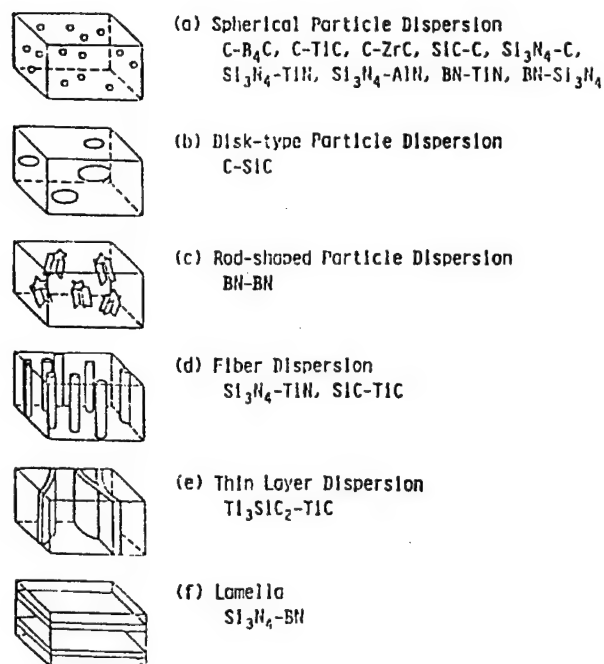 (a) Spherical Particle Dispersion
C-B₄C, C-TiC, C-ZrC, SiC-C, Si₃N₄-C,
Si₃N₄-TiN, Si₃N₄-AlN, BN-TiN, BN-Si₃N₄
(b) Disk-type Particle Dispersion
C-SiC
(c) Rod-shaped Particle Dispersion
BN-BN
(d) Fiber Dispersion
Si₃N₄-TiN, SiC-TiC
(e) Thin Layer Dispersion
Ti₃SiC₂-TiC
(f) Lamella
Si₃N₄-BN